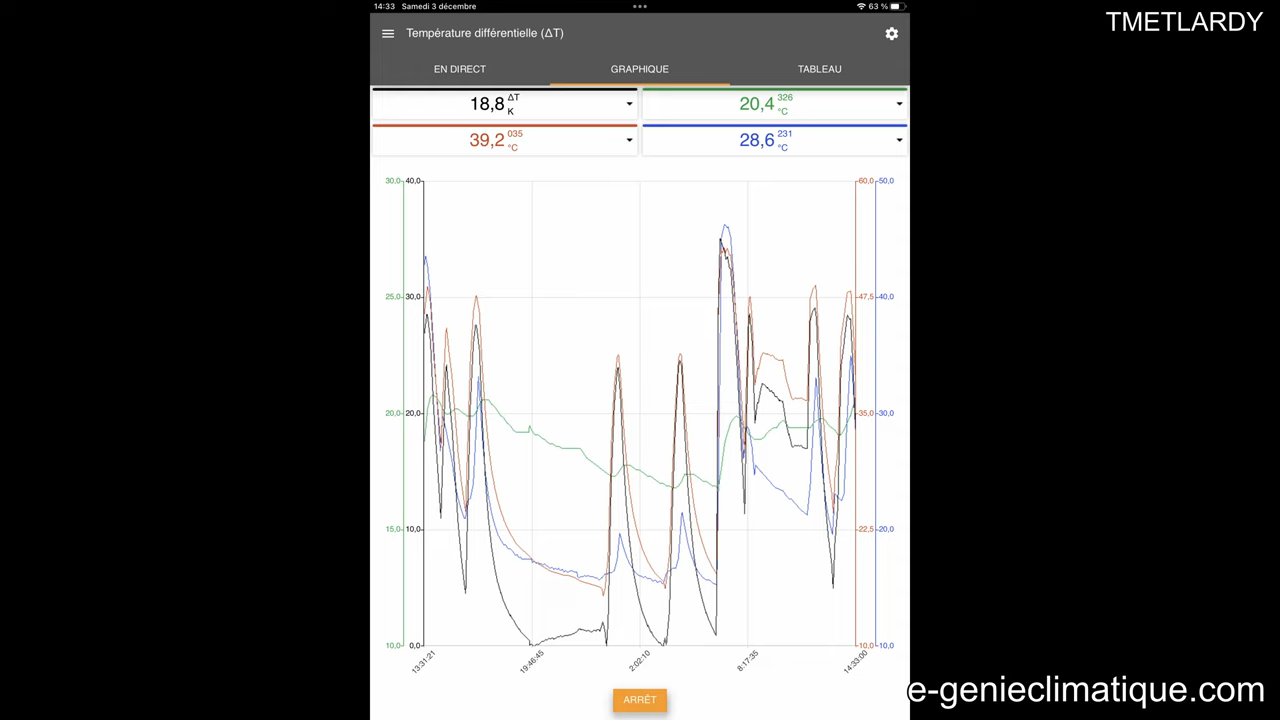 14:33 Samedi 3 décembre
63 %
TMETLARDY
Température différentielle (ΔT)
EN DIRECT GRAPHIQUE TABLEAU
18,8 ΔT K
20,4 326 °C
39,2 035 °C
28,6 231 °C
30,0 40,0 60,0 50,0
25,0 30,0 47,5 40,0
20,0 20,0 35,0 30,0
15,0 10,0 22,5 20,0
10,0 0,0 10,0 10,0
13:31:21 19:46:45 2:02:10 8:17:35 14:33:00
e-genieclimatique.com
ARRÊT